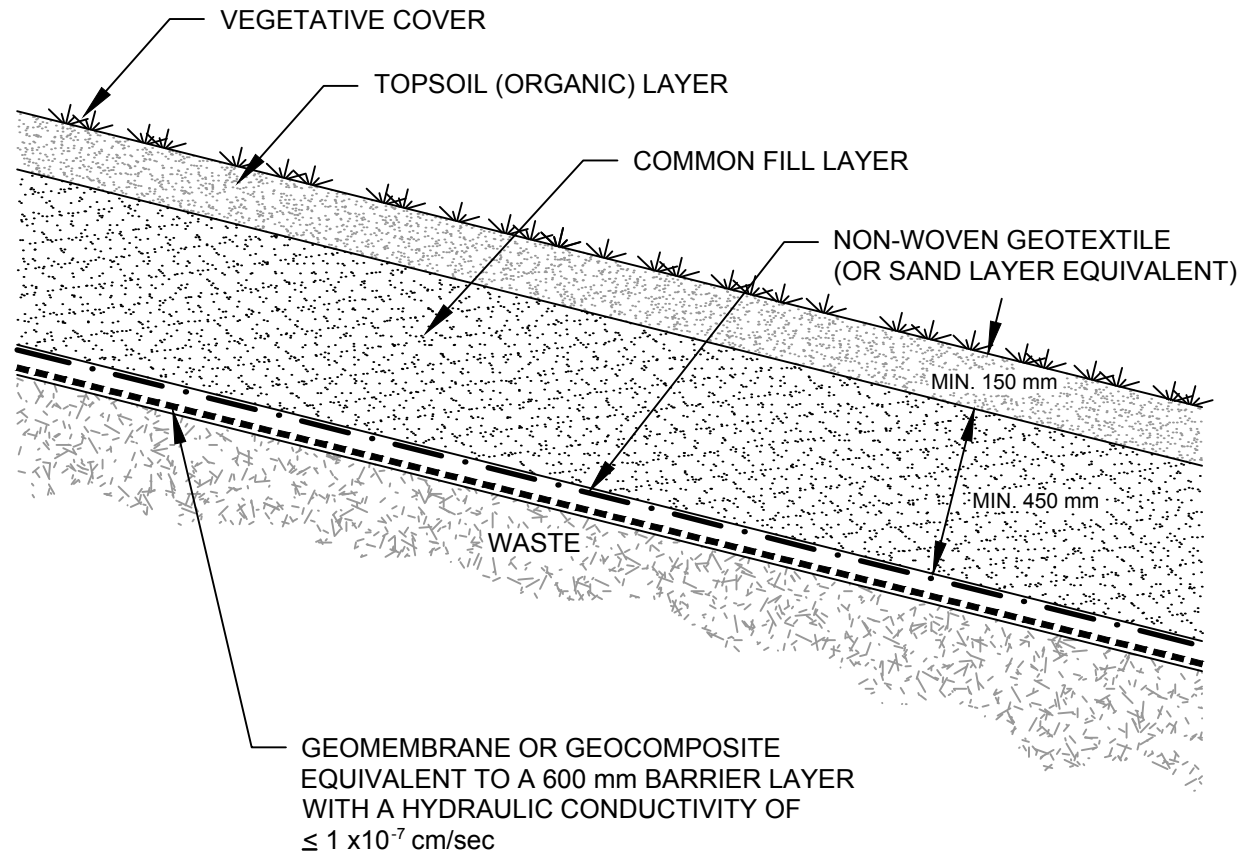 VEGETATIVE COVER
TOPSOIL (ORGANIC) LAYER
COMMON FILL LAYER
NON-WOVEN GEOTEXTILE
(OR SAND LAYER EQUIVALENT)
MIN. 150 mm
MIN. 450 mm
WASTE
GEOMEMBRANE OR GEOCOMPOSITE
EQUIVALENT TO A 600 mm BARRIER LAYER
WITH A HYDRAULIC CONDUCTIVITY OF
≤ 1 x10⁻⁷ cm/sec